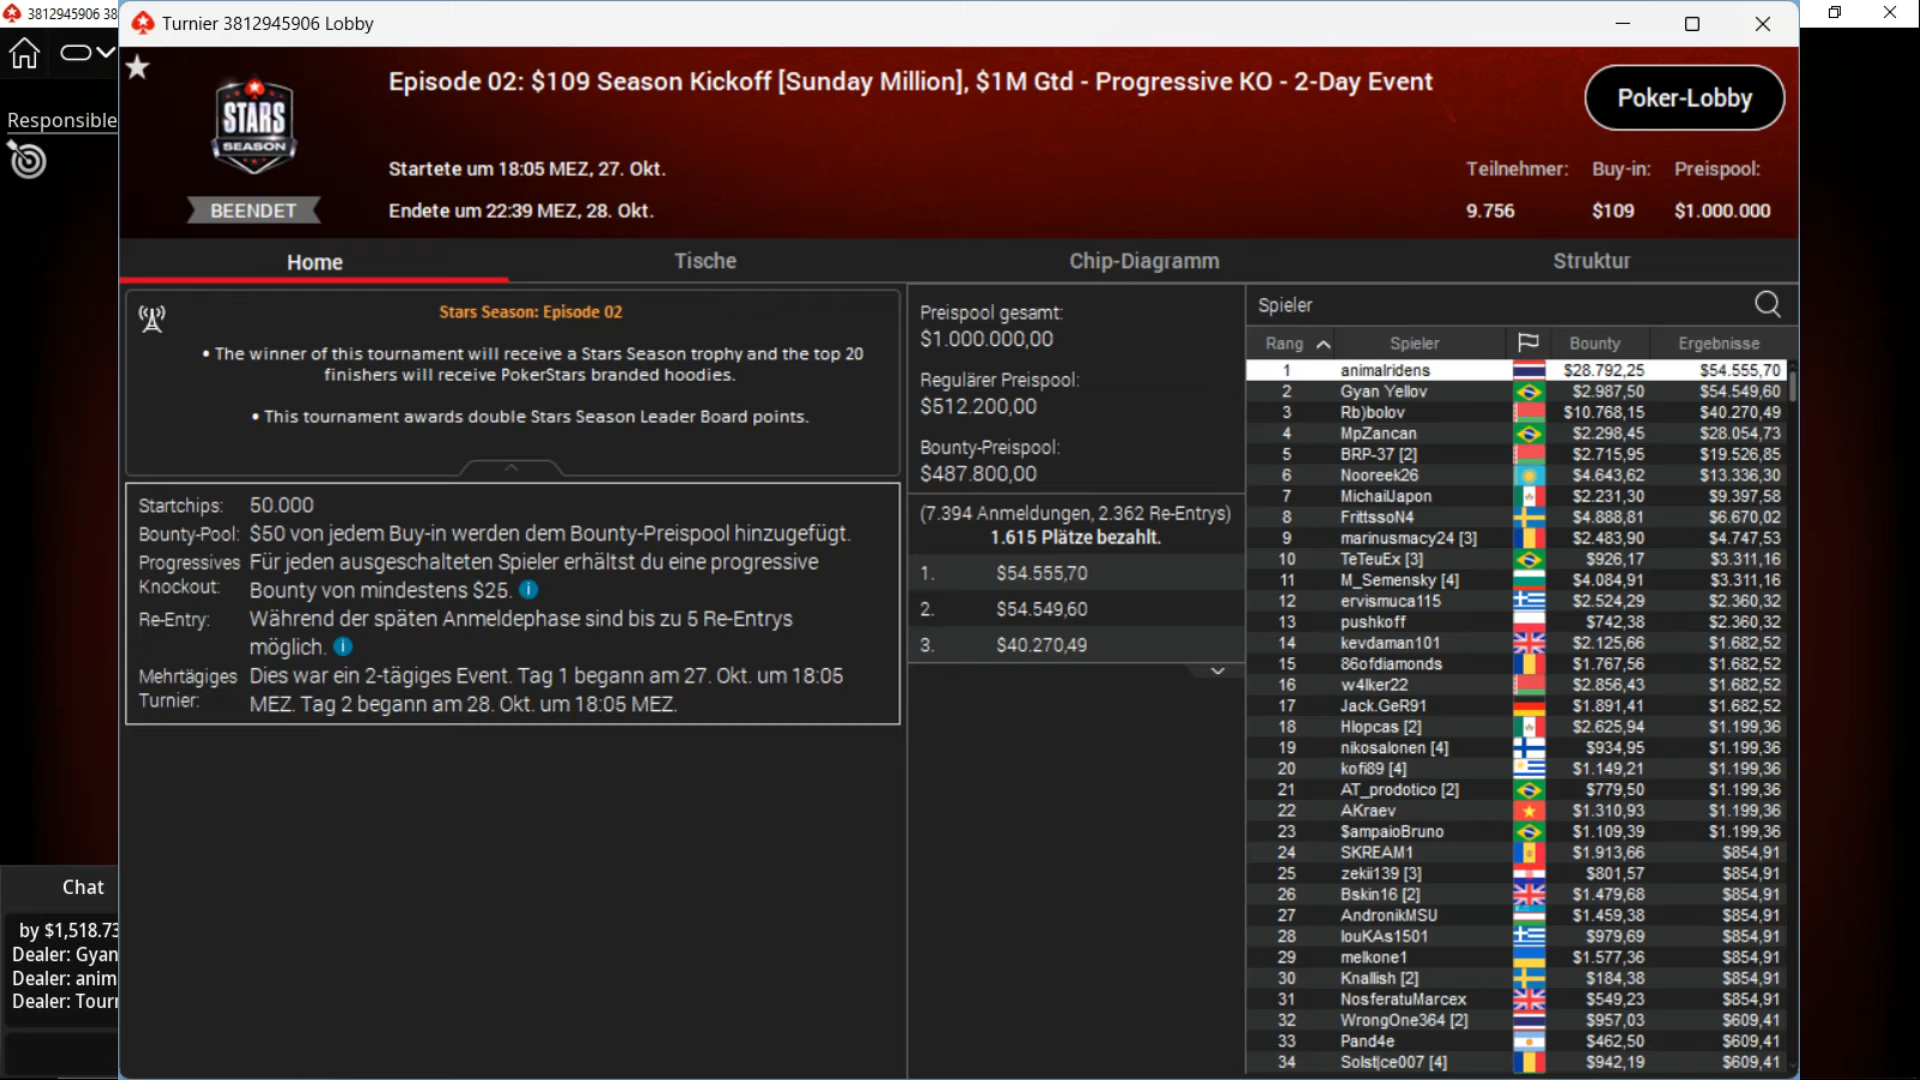 3812945906 38
Turnier 3812945906 Lobby
Responsible
STARS
SEASON
BEENDET
Episode 02: $109 Season Kickoff [Sunday Million], $1M Gtd - Progressive KO - 2-Day Event
Startete um 18:05 MEZ, 27. Okt.
Endete um 22:39 MEZ, 28. Okt.
Poker-Lobby
Teilnehmer: Buy-in: Preispool:
9.756 $109 $1.000.000
Home Tische Chip-Diagramm Struktur
Stars Season: Episode 02
• The winner of this tournament will receive a Stars Season trophy and the top 20
finishers will receive PokerStars branded hoodies.
• This tournament awards double Stars Season Leader Board points.
Startchips: 50.000
Bounty-Pool: $50 von jedem Buy-in werden dem Bounty-Preispool hinzugefügt.
Progressives Knockout: Für jeden ausgeschalteten Spieler erhältst du eine progressive
Bounty von mindestens $25.
Re-Entry: Während der späten Anmeldephase sind bis zu 5 Re-Entrys
möglich.
Mehrtägiges Turnier: Dies war ein 2-tägiges Event. Tag 1 begann am 27. Okt. um 18:05
MEZ. Tag 2 begann am 28. Okt. um 18:05 MEZ.
Preispool gesamt:
$1.000.000,00
Regulärer Preispool:
$512.200,00
Bounty-Preispool:
$487.800,00
(7.394 Anmeldungen, 2.362 Re-Entrys)
1.615 Plätze bezahlt.
1. $54.555,70
2. $54.549,60
3. $40.270,49
Spieler
Rang Spieler Bounty Ergebnisse
1 animalridens $28.792,25 $54.555,70
2 Gyan Yellov $2.987,50 $54.549,60
3 Rb)bolov $10.768,15 $40.270,49
4 MpZancan $2.298,45 $28.054,73
5 BRP-37 [2] $2.715,95 $19.526,85
6 Nooreek26 $4.643,62 $13.336,30
7 MichailJapon $2.231,30 $9.397,58
8 FrittsoN4 $4.888,81 $6.670,02
9 marinusmacy24 [3] $2.483,90 $4.747,53
10 TeTeuEx [3] $926,17 $3.311,16
11 M_Semensky [4] $4.084,91 $3.311,16
12 ervismuca115 $2.524,29 $2.360,32
13 pushkoff $742,38 $2.360,32
14 kevdaman101 $2.125,66 $1.682,52
15 86ofdiamonds $1.767,56 $1.682,52
16 w4lker22 $2.856,43 $1.682,52
17 Jack.GeR91 $1.891,41 $1.682,52
18 Hlopcas [2] $2.625,94 $1.199,36
19 nikosalonen [4] $934,95 $1.199,36
20 kofi89 [4] $1.149,21 $1.199,36
21 AT_prodotico [2] $779,50 $1.199,36
22 AKraev $1.310,93 $1.199,36
23 $ampaioBruno $1.109,39 $1.199,36
24 SKREAM1 $1.913,66 $854,91
25 zekii139 [3] $801,57 $854,91
26 Bskin16 [2] $1.479,68 $854,91
27 AndronikMSU $1.459,38 $854,91
28 louKAs1501 $979,69 $854,91
29 melkone1 $1.577,36 $854,91
30 Knallish [2] $184,38 $854,91
31 NosferatuMarcex $549,23 $854,91
32 WrongOne364 [2] $957,03 $609,41
33 Pand4e $462,50 $609,41
34 Solst|ce007 [4] $942,19 $609,41
Chat
by $1,518.73
Dealer: Gyan
Dealer: anim
Dealer: Tourn